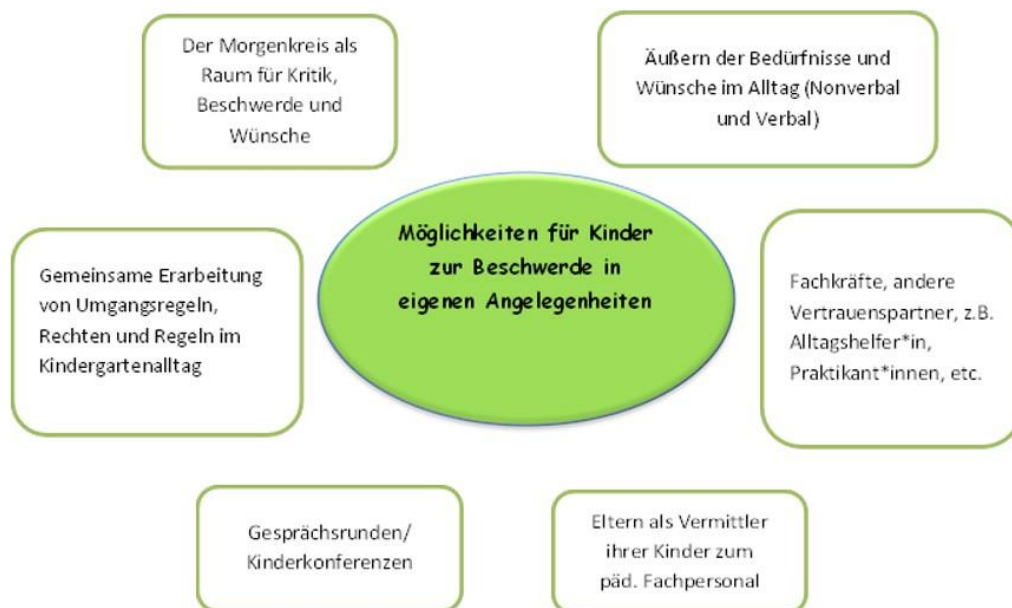 Der Morgenkreis als
Raum für Kritik,
Beschwerde und
Wünsche
Äußern der Bedürfnisse und
Wünsche im Alltag (Nonverbal
und Verbal)
Möglichkeiten für Kinder
zur Beschwerde in
eigenen Angelegenheiten
Gemeinsame Erarbeitung
von Umgangsregeln,
Rechten und Regeln im
Kindergartenalltag
Fachkräfte, andere
Vertrauenspartner, z.B.
Alltagshelfer*in,
Praktikant*innen, etc.
Gesprächsrunden/
Kinderkonferenzen
Eltern als Vermittler
ihrer Kinder zum
päd. Fachpersonal